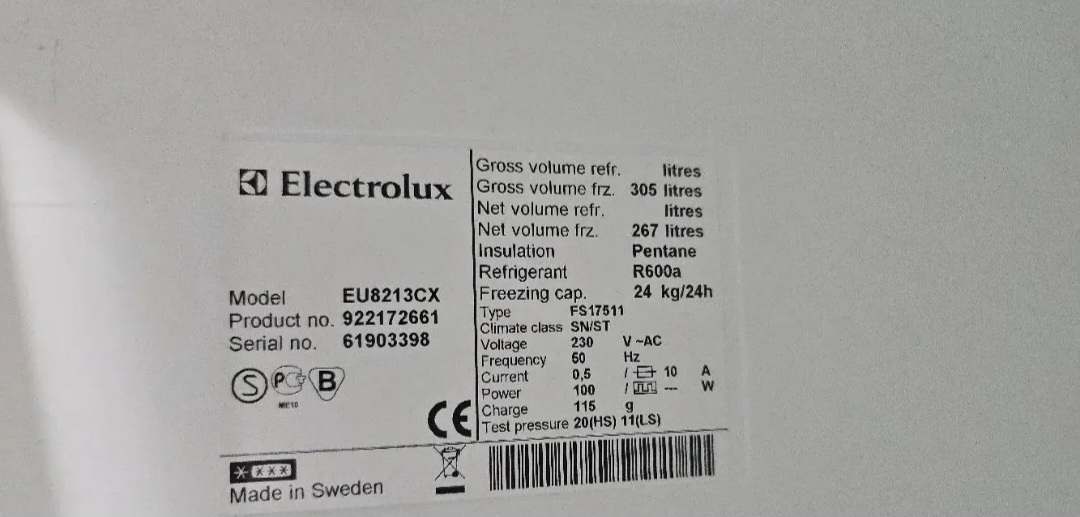 Electrolux
Model EU8213CX
Product no. 922172661
Serial no. 61903398
S PCT B
CE
Made in Sweden
Gross volume refr. litres
Gross volume frz. 305 litres
Net volume refr. litres
Net volume frz. 267 litres
Insulation Pentane
Refrigerant R600a
Freezing cap. 24 kg/24h
Type FS17511
Climate class SN/ST
Voltage 230 V ~AC
Frequency 50 Hz
Current 0,5 / 10 A
Power 100 / --- W
Charge 115 g
Test pressure 20(HS) 11(LS)